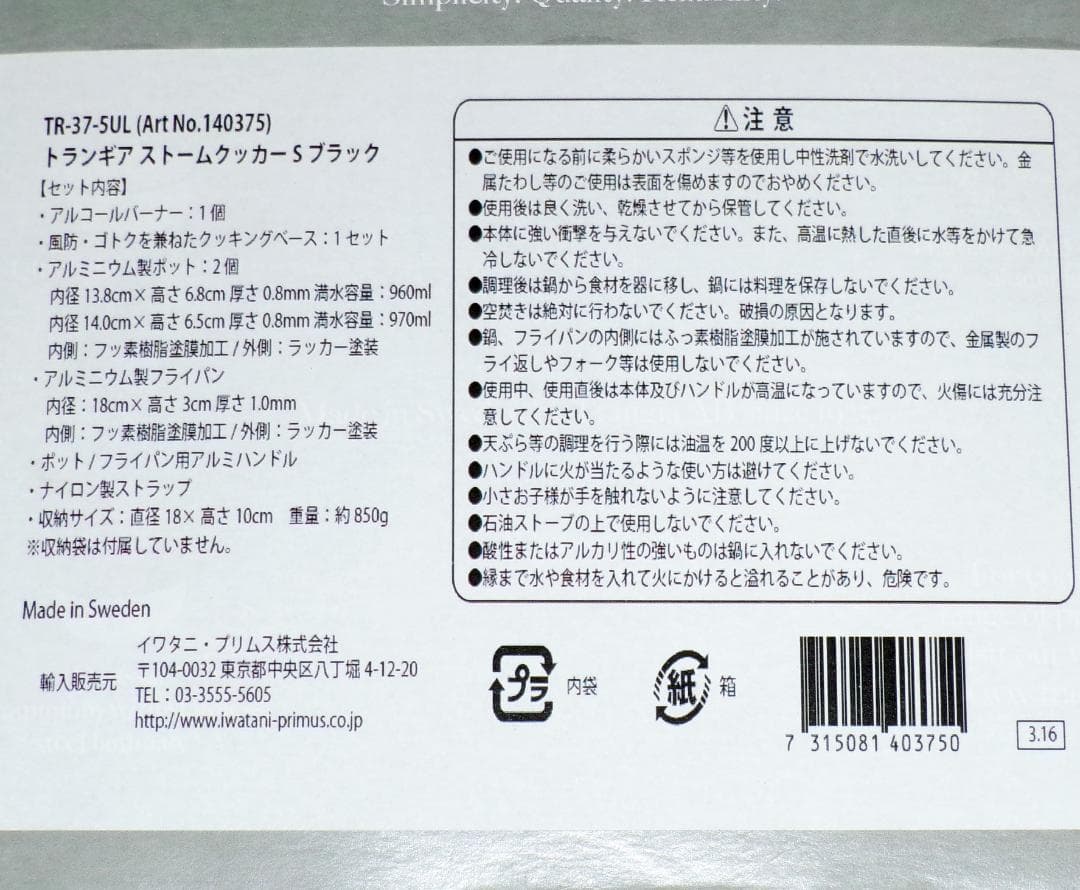 Simplicity. Quality. Reliability.
TR-37-5UL (Art No.140375)
トランギア ストームクッカー S ブラック
【セット内容】
・アルコールバーナー：1個
・風防・ゴトクを兼ねたクッキングベース：1セット
・アルミニウム製ポット：2個
内径 13.8cm×高さ 6.8cm 厚さ 0.8mm 満水容量：960ml
内径 14.0cm×高さ 6.5cm 厚さ 0.8mm 満水容量：970ml
内側：フッ素樹脂塗膜加工 / 外側：ラッカー塗装
・アルミニウム製フライパン
内径：18cm×高さ 3cm 厚さ 1.0mm
内側：フッ素樹脂塗膜加工 / 外側：ラッカー塗装
・ポット / フライパン用アルミハンドル
・ナイロン製ストラップ
・収納サイズ：直径 18×高さ 10cm　重量：約 850g
※収納袋は付属していません。
Made in Sweden
輸入販売元
イワタニ・プリムス株式会社
〒104-0032 東京都中央区八丁堀 4-12-20
TEL：03-3555-5605
http://www.iwatani-primus.co.jp
⚠注意
●ご使用になる前に柔らかいスポンジ等を使用し中性洗剤で水洗いしてください。金
属たわし等のご使用は表面を傷めますのでおやめください。
●使用後は良く洗い、乾燥させてから保管してください。
●本体に強い衝撃を与えないでください。また、高温に熱した直後に水等をかけて急
冷しないでください。
●調理後は鍋から食材を器に移し、鍋には料理を保存しないでください。
●空焚きは絶対に行わないでください。破損の原因となります。
●鍋、フライパンの内側にはふっ素樹脂塗膜加工が施されていますので、金属製のフ
ライ返しやフォーク等は使用しないでください。
●使用中、使用直後は本体及びハンドルが高温になっていますので、火傷には充分注
意してください。
●天ぷら等の調理を行う際には油温を 200 度以上に上げないでください。
●ハンドルに火が当たるような使い方は避けてください。
●小さお子様が手を触れないように注意してください。
●石油ストーブの上で使用しないでください。
●酸性またはアルカリ性の強いものは鍋に入れないでください。
●縁まで水や食材を入れて火にかけると溢れることがあり、危険です。
プラ 内袋
紙 箱
7 315081 403750
3.16